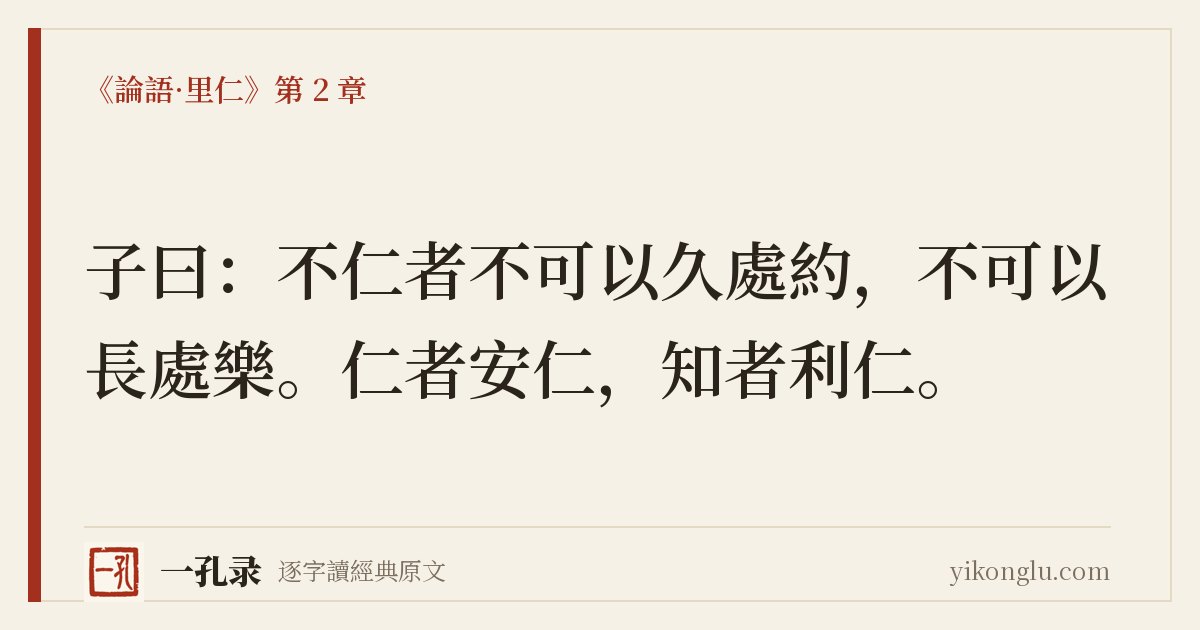 《論語·里仁》第 2 章
子曰：不仁者不可以久處約，不可以
長處樂。仁者安仁，知者利仁。
一孔
一孔录 逐字讀經典原文
yikonglu.com